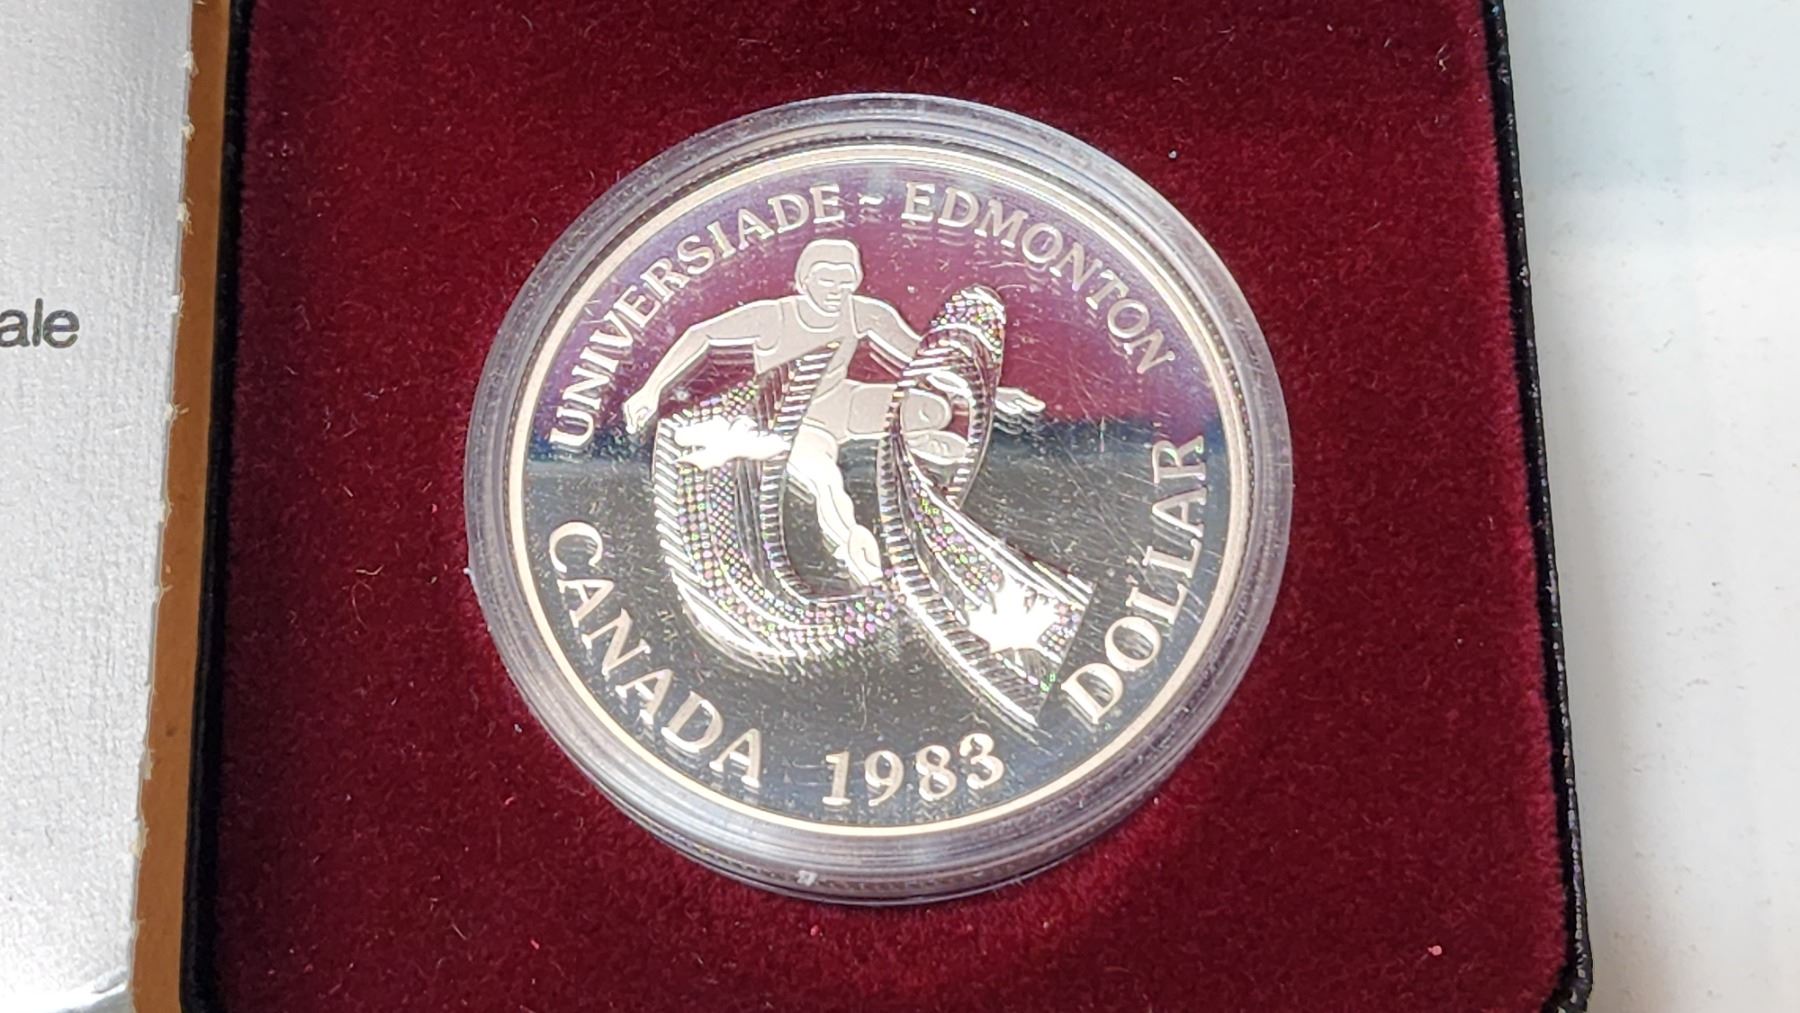 ale
UNIVERSIADE ~ EDMONTON
CANADA 1983 DOLLAR